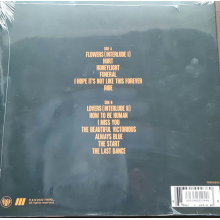 SIDE A
FLOWERS (INTERLUDE I)
HURT
HONEYLIGHT
FUNERAL
I HOPE IT'S NOT LIKE THIS FOREVER
SIDE B
LOVERS (INTERLUDE II)
HOW TO BE HUMAN
I MISS YOU
THE BEAUTIFUL VICTORIOUS
ALWAYS BLUE
THE START
THE LAST DANCE